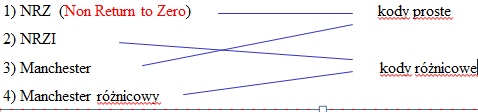 1) NRZ (Non Return to Zero) kody proste
2) NRZI
3) Manchester kody różnicowe
4) Manchester różnicowy